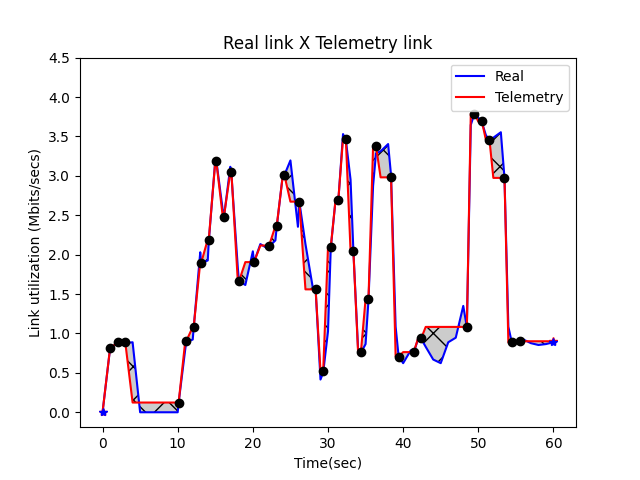 Real link X Telemetry link
Real
Telemetry
Link utilization (Mbits/secs)
4.5
4.0
3.5
3.0
2.5
2.0
1.5
1.0
0.5
0.0
0 10 20 30 40 50 60
Time(sec)